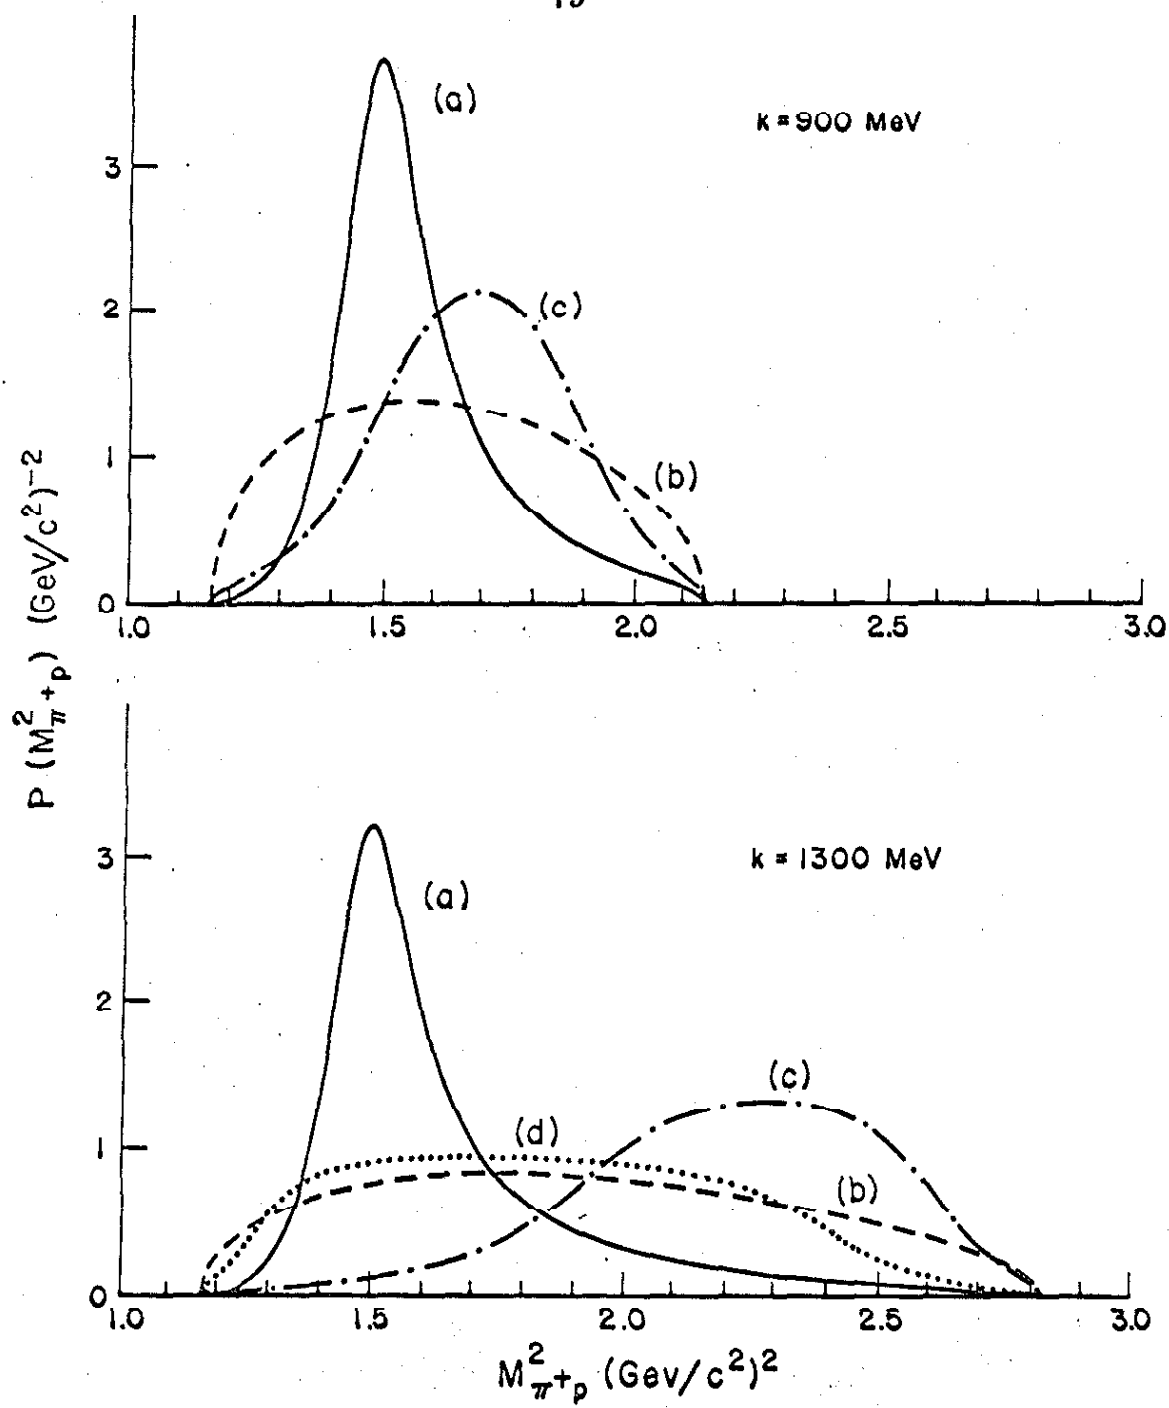 (a)
k = 900 MeV
3
2
(c)
1
(b)
0
1.0 1.5 2.0 2.5 3.0
P (M²π+p) (GeV/c²)⁻²
k = 1300 MeV
3
(a)
2
(c)
1
(d)
(b)
0
1.0 1.5 2.0 2.5 3.0
M²π+p (Gev/c²)²